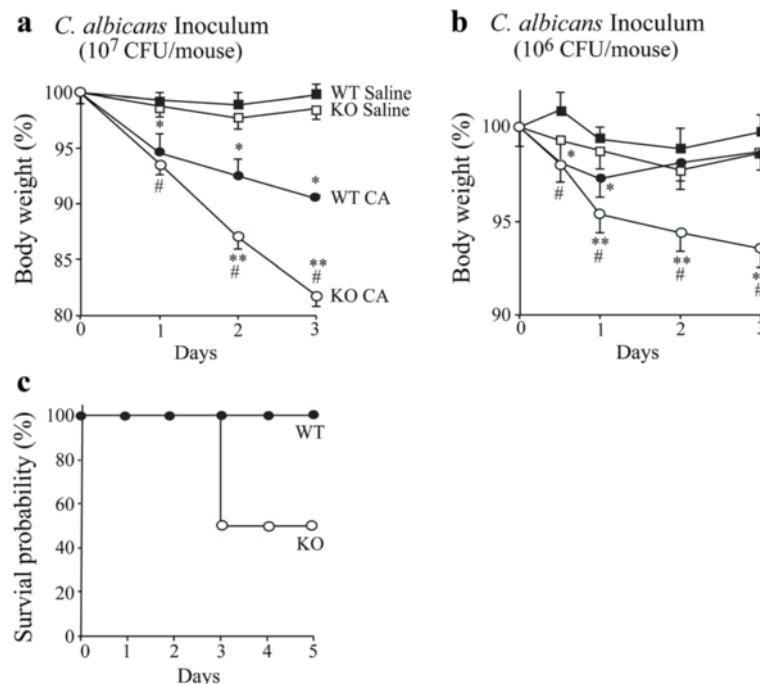 a
C. albicans Inoculum
(10⁷ CFU/mouse)
Body weight (%)
100
95
90
85
80
0
1
2
3
Days
WT Saline
KO Saline
WT CA
KO CA
*
*
*
#
**
#
**
#
b
C. albicans Inoculum
(10⁶ CFU/mouse)
Body weight (%)
100
95
90
0
1
2
3
Days
*
#
*
**
#
**
#
*
#
c
Survial probability (%)
100
80
60
40
20
0
0
1
2
3
4
5
Days
WT
KO